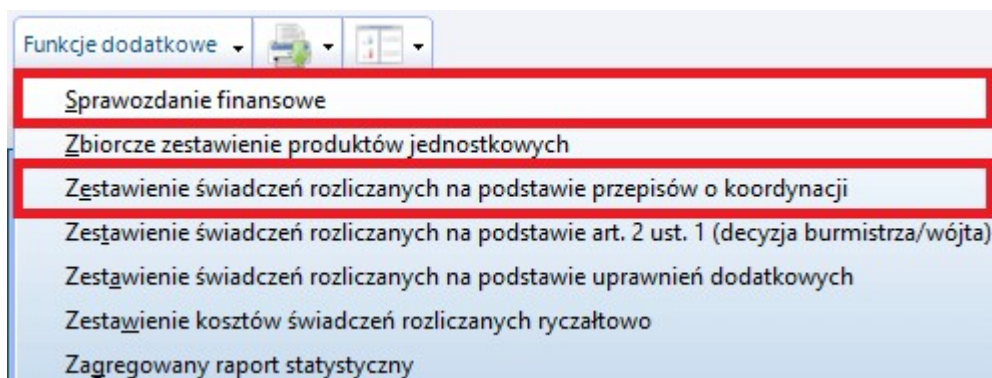 Funkcje dodatkowe
Sprawozdanie finansowe
Zbiorcze zestawienie produktów jednostkowych
Zestawienie świadczeń rozliczanych na podstawie przepisów o koordynacji
Zestawienie świadczeń rozliczanych na podstawie art. 2 ust. 1 (decyzja burmistrza/wójta)
Zestawienie świadczeń rozliczanych na podstawie uprawnień dodatkowych
Zestawienie kosztów świadczeń rozliczanych ryczałtowo
Zagregowany raport statystyczny